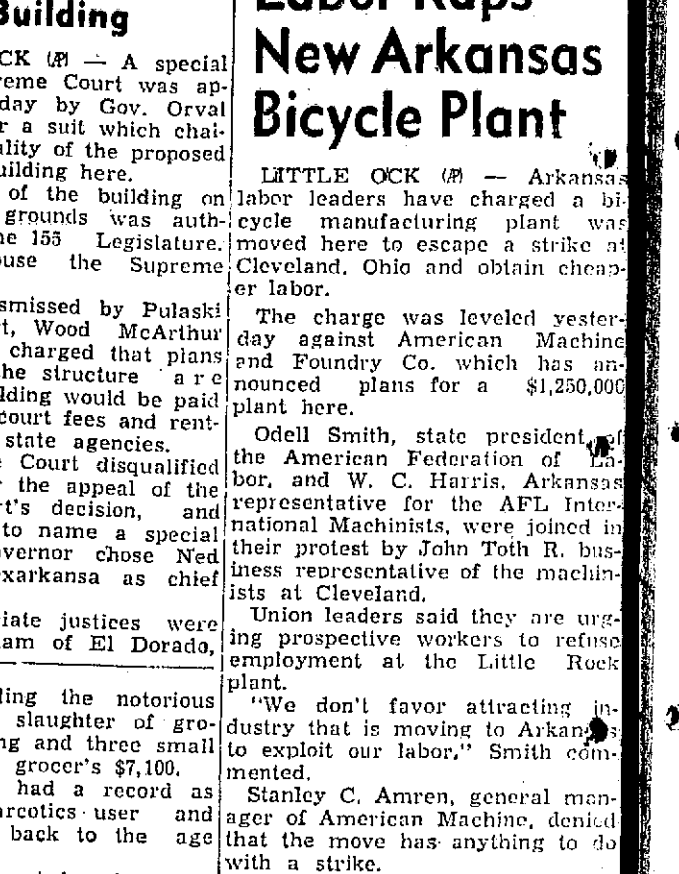 Building
OCK (AP) — A special
reme Court was ap-
day by Gov. Orval
r a suit which chal-
ality of the proposed
uilding here.
of the building on
grounds was auth-
he 155 Legislature.
ouse the Supreme
smissed by Pulaski
rt, Wood McArthur
charged that plans
he structure are
lding would be paid
court fees and rent-
state agencies.
e Court disqualified
r the appeal of the
rt's decision, and
to name a special
vernor chose Ned
exarkansa as chief
iate justices were
am of El Dorado,
ling the notorious
slaughter of gro-
ng and three small
grocer's $7,100.
had a record as
arcotics user and
back to the age
Labor Raps
New Arkansas
Bicycle Plant
LITTLE OCK (AP) — Arkansas
labor leaders have charged a bi-
cycle manufacturing plant was
moved here to escape a strike at
Cleveland, Ohio and obtain cheap-
er labor.
The charge was leveled yester-
day against American Machine
and Foundry Co. which has an-
nounced plans for a $1,250,000
plant here.
Odell Smith, state president of
the American Federation of La-
bor, and W. C. Harris, Arkansas
representative for the AFL Inter-
national Machinists, were joined in
their protest by John Toth R. bus-
iness representative of the machin-
ists at Cleveland.
Union leaders said they are urg-
ing prospective workers to refuse
employment at the Little Rock
plant.
"We don't favor attracting in-
dustry that is moving to Arkansas
to exploit our labor," Smith com-
mented.
Stanley C. Amren, general man-
ager of American Machine, denied
that the move has anything to do
with a strike.